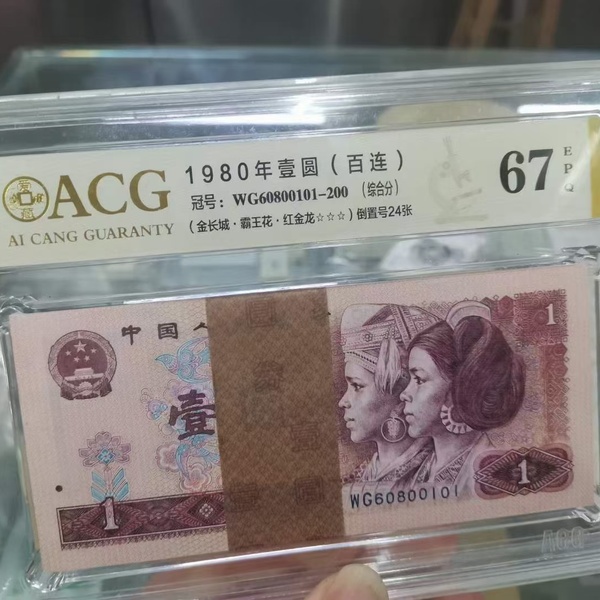 ACG
AI CANG GUARANTY
1980年壹圆（百连）
冠号：WG60800101-200（综合分）
（金长城·霸王花·红金龙☆☆☆）倒置号24张
67
EPQ
中国人
1
壹
WG60800101
1
1